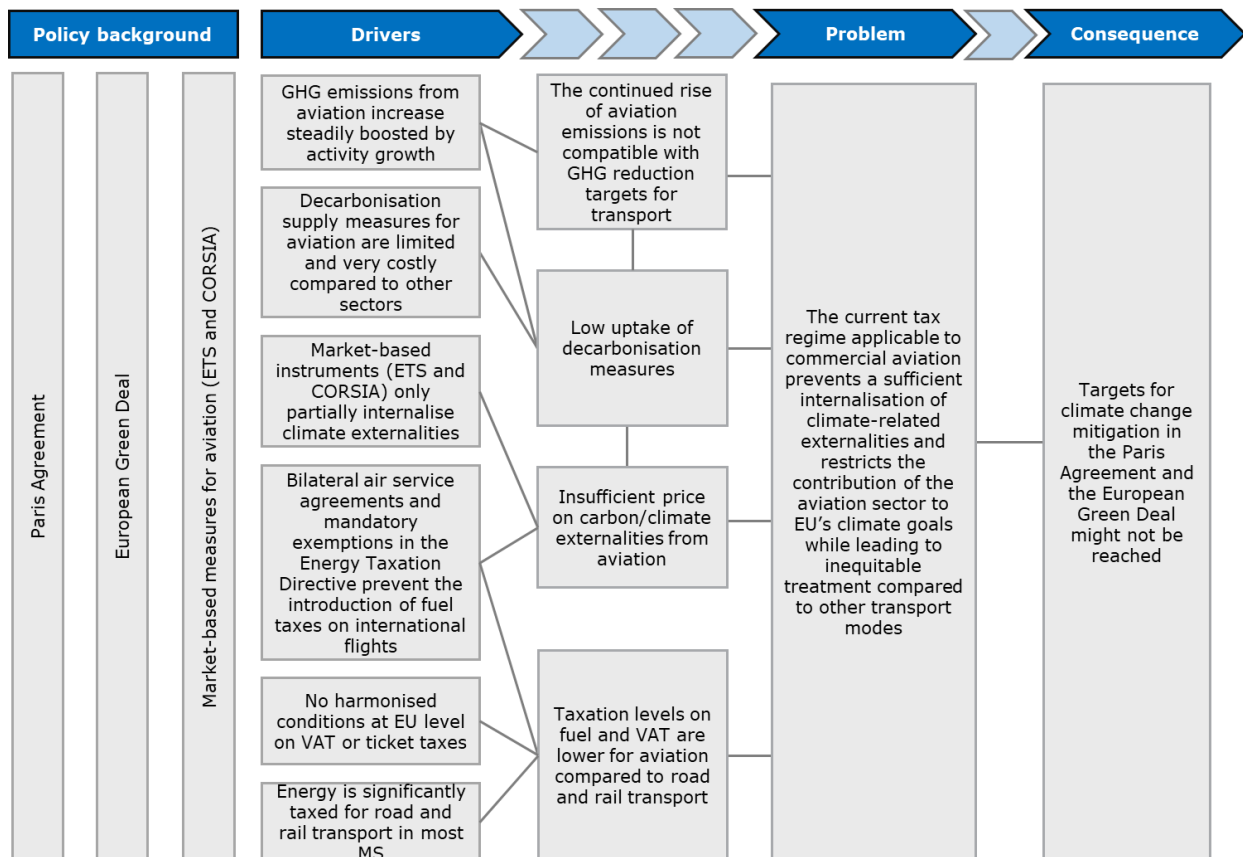 Policy background
Drivers
Problem
Consequence
Paris Agreement
European Green Deal
Market-based measures for aviation (ETS and CORSIA)
GHG emissions from
aviation increase
steadily boosted by
activity growth
Decarbonisation
supply measures for
aviation are limited
and very costly
compared to other
sectors
Market-based
instruments (ETS and
CORSIA) only
partially internalise
climate externalities
Bilateral air service
agreements and
mandatory
exemptions in the
Energy Taxation
Directive prevent the
introduction of fuel
taxes on international
flights
No harmonised
conditions at EU level
on VAT or ticket taxes
Energy is significantly
taxed for road and
rail transport in most
MS
The continued rise
of aviation
emissions is not
compatible with
GHG reduction
targets for
transport
Low uptake of
decarbonisation
measures
Insufficient price
on carbon/climate
externalities from
aviation
Taxation levels on
fuel and VAT are
lower for aviation
compared to road
and rail transport
The current tax
regime applicable to
commercial aviation
prevents a sufficient
internalisation of
climate-related
externalities and
restricts the
contribution of the
aviation sector to
EU’s climate goals
while leading to
inequitable
treatment compared
to other transport
modes
Targets for
climate change
mitigation in
the Paris
Agreement and
the European
Green Deal
might not be
reached